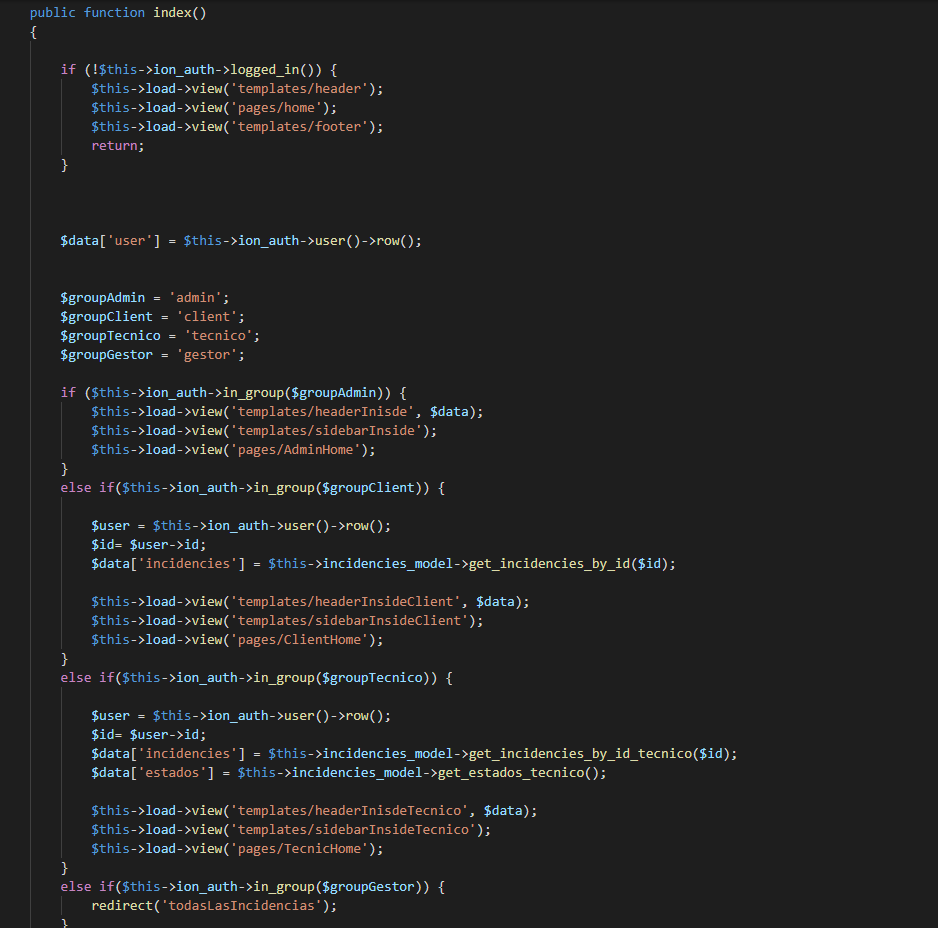 public function index()
{
if (!$this->ion_auth->logged_in()) {
$this->load->view('templates/header');
$this->load->view('pages/home');
$this->load->view('templates/footer');
return;
}
$data['user'] = $this->ion_auth->user()->row();
$groupAdmin = 'admin';
$groupClient = 'client';
$groupTecnico = 'tecnico';
$groupGestor = 'gestor';
if ($this->ion_auth->in_group($groupAdmin)) {
$this->load->view('templates/headerInisde', $data);
$this->load->view('templates/sidebarInside');
$this->load->view('pages/AdminHome');
}
else if($this->ion_auth->in_group($groupClient)) {
$user = $this->ion_auth->user()->row();
$id= $user->id;
$data['incidencies'] = $this->incidencies_model->get_incidencies_by_id($id);
$this->load->view('templates/headerInsideClient', $data);
$this->load->view('templates/sidebarInsideClient');
$this->load->view('pages/ClientHome');
}
else if($this->ion_auth->in_group($groupTecnico)) {
$user = $this->ion_auth->user()->row();
$id= $user->id;
$data['incidencies'] = $this->incidencies_model->get_incidencies_by_id_tecnico($id);
$data['estados'] = $this->incidencies_model->get_estados_tecnico();
$this->load->view('templates/headerInisdeTecnico', $data);
$this->load->view('templates/sidebarInsideTecnico');
$this->load->view('pages/TecnicHome');
}
else if($this->ion_auth->in_group($groupGestor)) {
redirect('todasLasIncidencias');
}